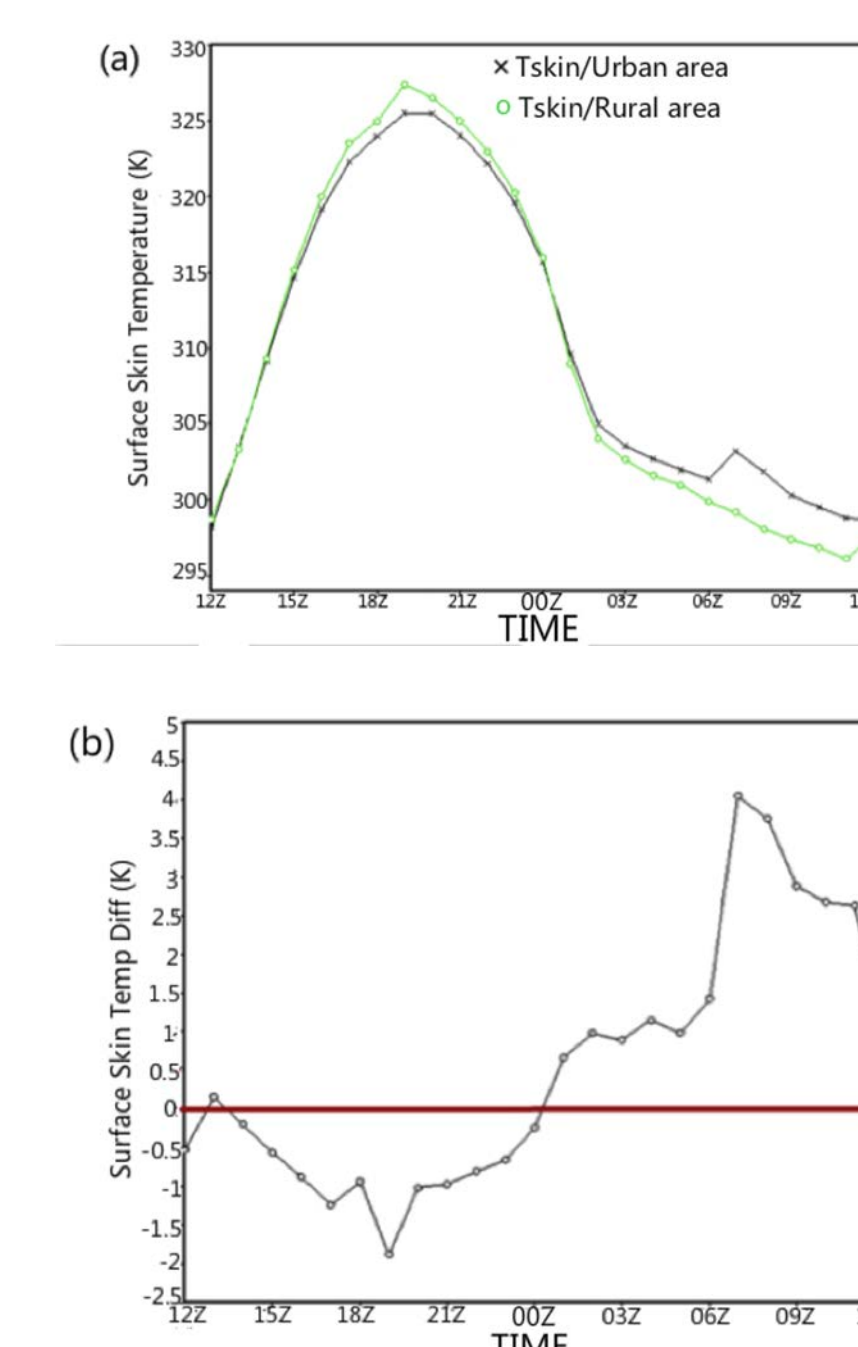 (a)
Surface Skin Temperature (K)
330
325
320
315
310
305
300
295
× Tskin/Urban area
○ Tskin/Rural area
12Z 15Z 18Z 21Z 00Z 03Z 06Z 09Z 1
TIME
(b)
Surface Skin Temp Diff (K)
5
4.5
4
3.5
3
2.5
2
1.5
1
0.5
0
-0.5
-1
-1.5
-2
-2.5
12Z 15Z 18Z 21Z 00Z 03Z 06Z 09Z
TIME